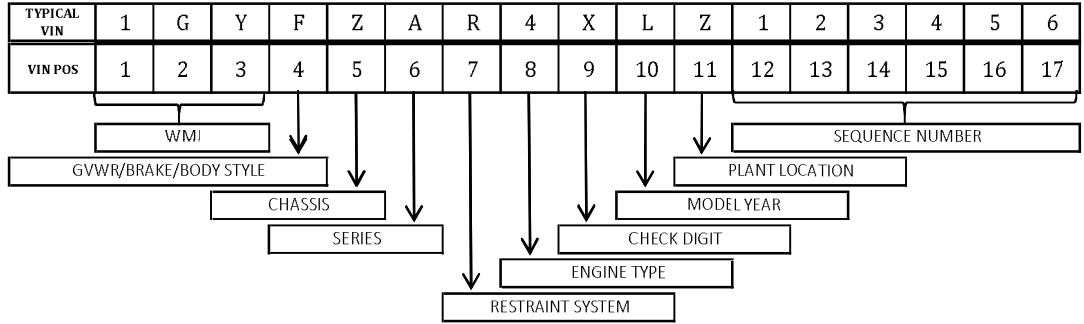 TYPICAL VIN 1 G Y F Z A R 4 X L Z 1 2 3 4 5 6
VIN POS 1 2 3 4 5 6 7 8 9 10 11 12 13 14 15 16 17
WMI SEQUENCE NUMBER
GVWR/BRAKE/BODY STYLE PLANT LOCATION
CHASSIS MODEL YEAR
SERIES CHECK DIGIT
ENGINE TYPE
RESTRAINT SYSTEM